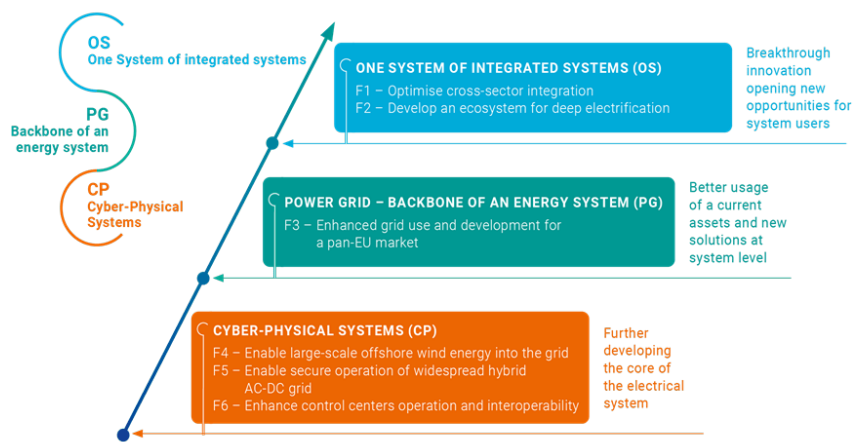 OS
One System of integrated systems
PG
Backbone of an
energy system
CP
Cyber-Physical
Systems
ONE SYSTEM OF INTEGRATED SYSTEMS (OS)
F1 – Optimise cross-sector integration
F2 – Develop an ecosystem for deep electrification
Breakthrough
innovation
opening new
opportunities for
system users
POWER GRID – BACKBONE OF AN ENERGY SYSTEM (PG)
F3 – Enhanced grid use and development for
a pan-EU market
Better usage
of a current
assets and new
solutions at
system level
CYBER-PHYSICAL SYSTEMS (CP)
F4 – Enable large-scale offshore wind energy into the grid
F5 – Enable secure operation of widespread hybrid
AC-DC grid
F6 – Enhance control centers operation and interoperability
Further
developing
the core of
the electrical
system